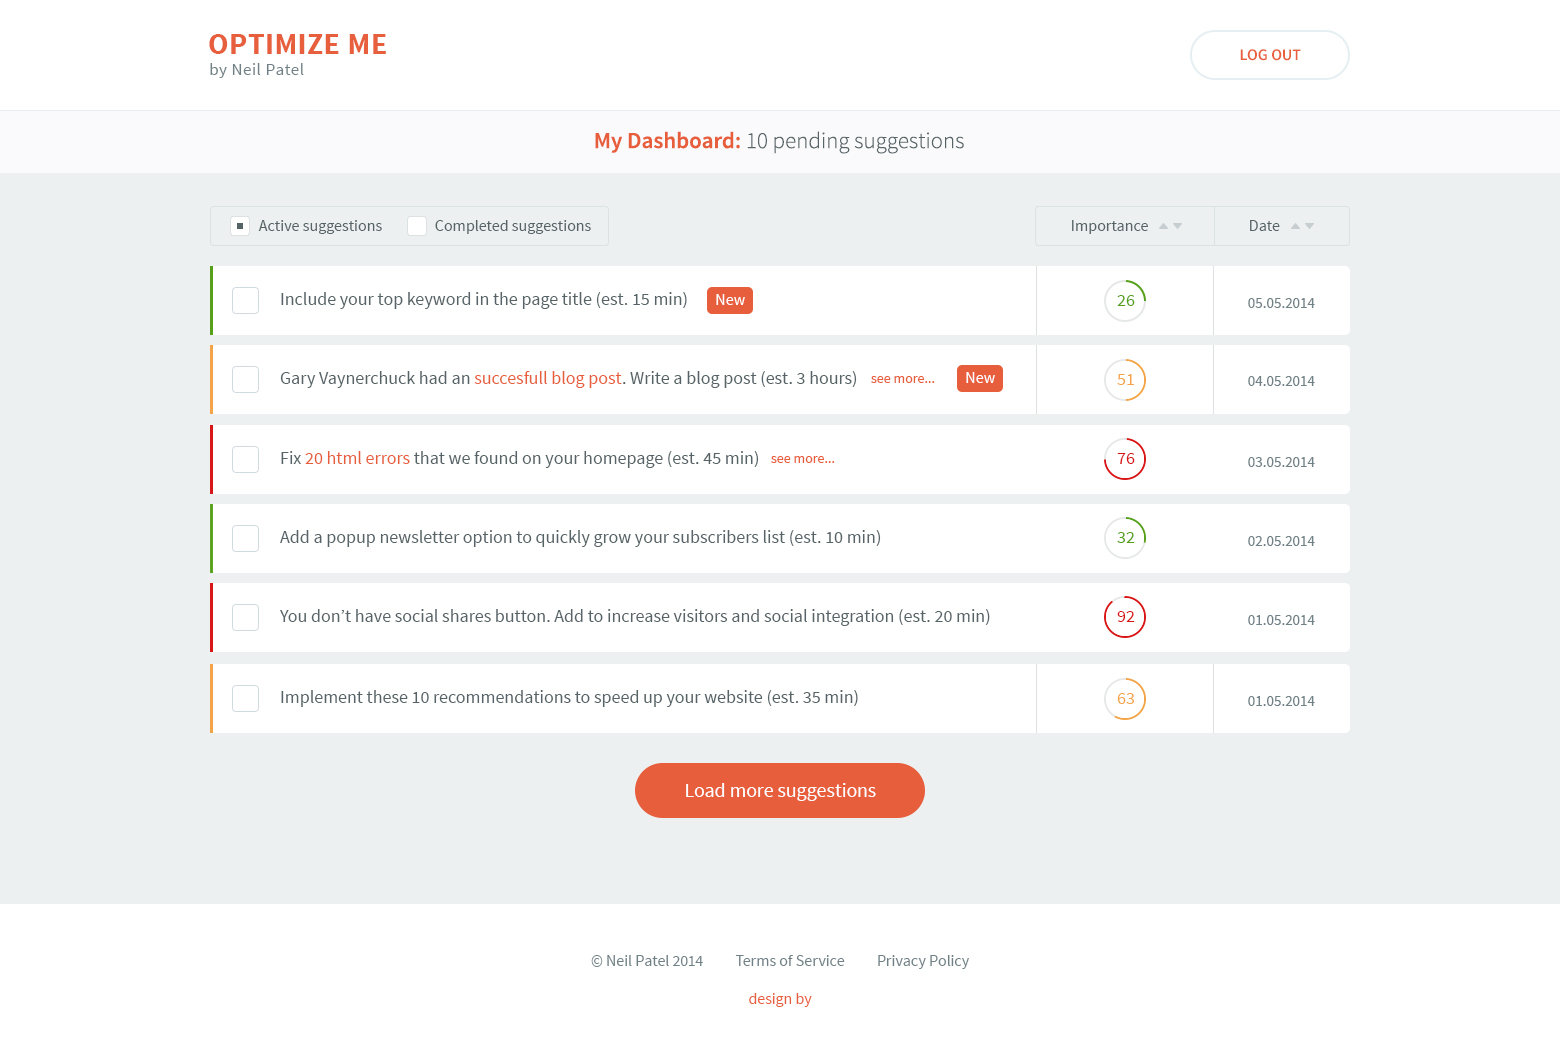 OPTIMIZE ME
by Neil Patel
LOG OUT
My Dashboard: 10 pending suggestions
Active suggestions Completed suggestions Importance Date
Include your top keyword in the page title (est. 15 min) New 26 05.05.2014
Gary Vaynerchuck had an succesfull blog post. Write a blog post (est. 3 hours) see more... New 51 04.05.2014
Fix 20 html errors that we found on your homepage (est. 45 min) see more... 76 03.05.2014
Add a popup newsletter option to quickly grow your subscribers list (est. 10 min) 32 02.05.2014
You don’t have social shares button. Add to increase visitors and social integration (est. 20 min) 92 01.05.2014
Implement these 10 recommendations to speed up your website (est. 35 min) 63 01.05.2014
Load more suggestions
© Neil Patel 2014 Terms of Service Privacy Policy
design by